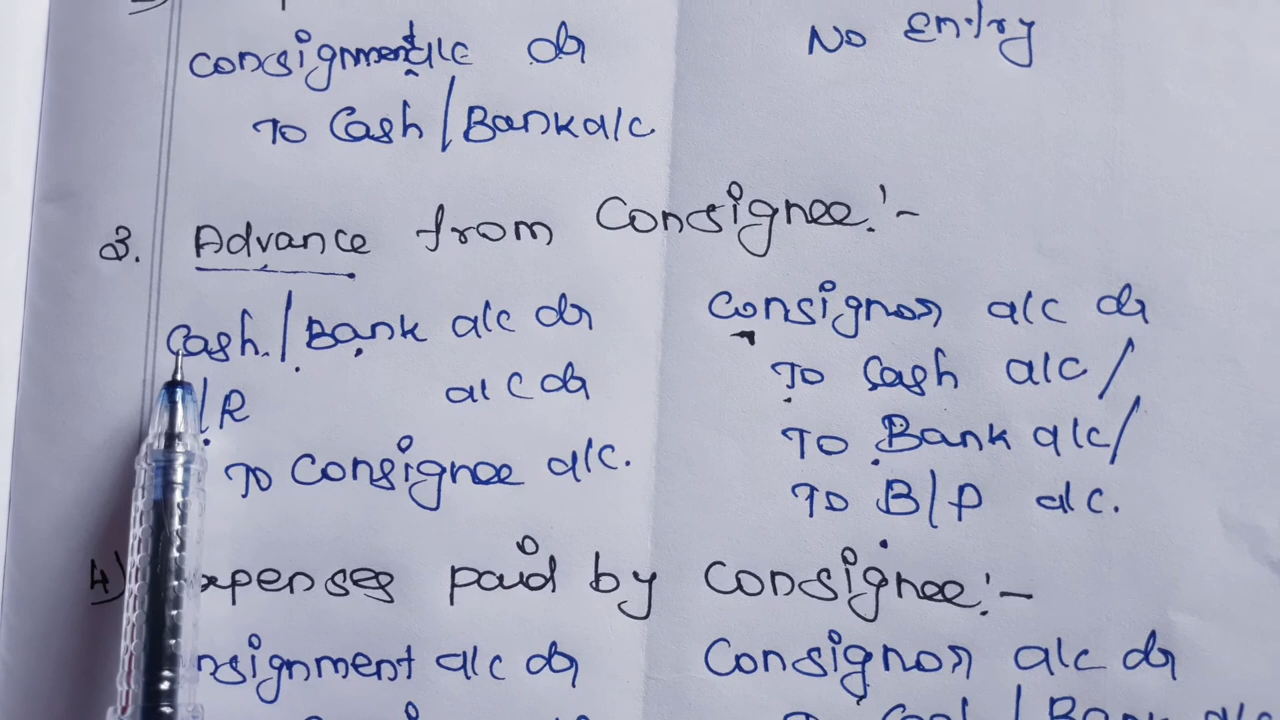 consignment a/c dr
No Entry
To Cash / Bank a/c
3. Advance from Consignee:-
Cash / Bank a/c dr
/R a/c dr
To Consignee a/c.
Consignor a/c dr
To Cash a/c /
To Bank a/c /
To B/P a/c.
4) xpenses paid by Consignee:-
nsignment a/c dr
Consignor a/c dr